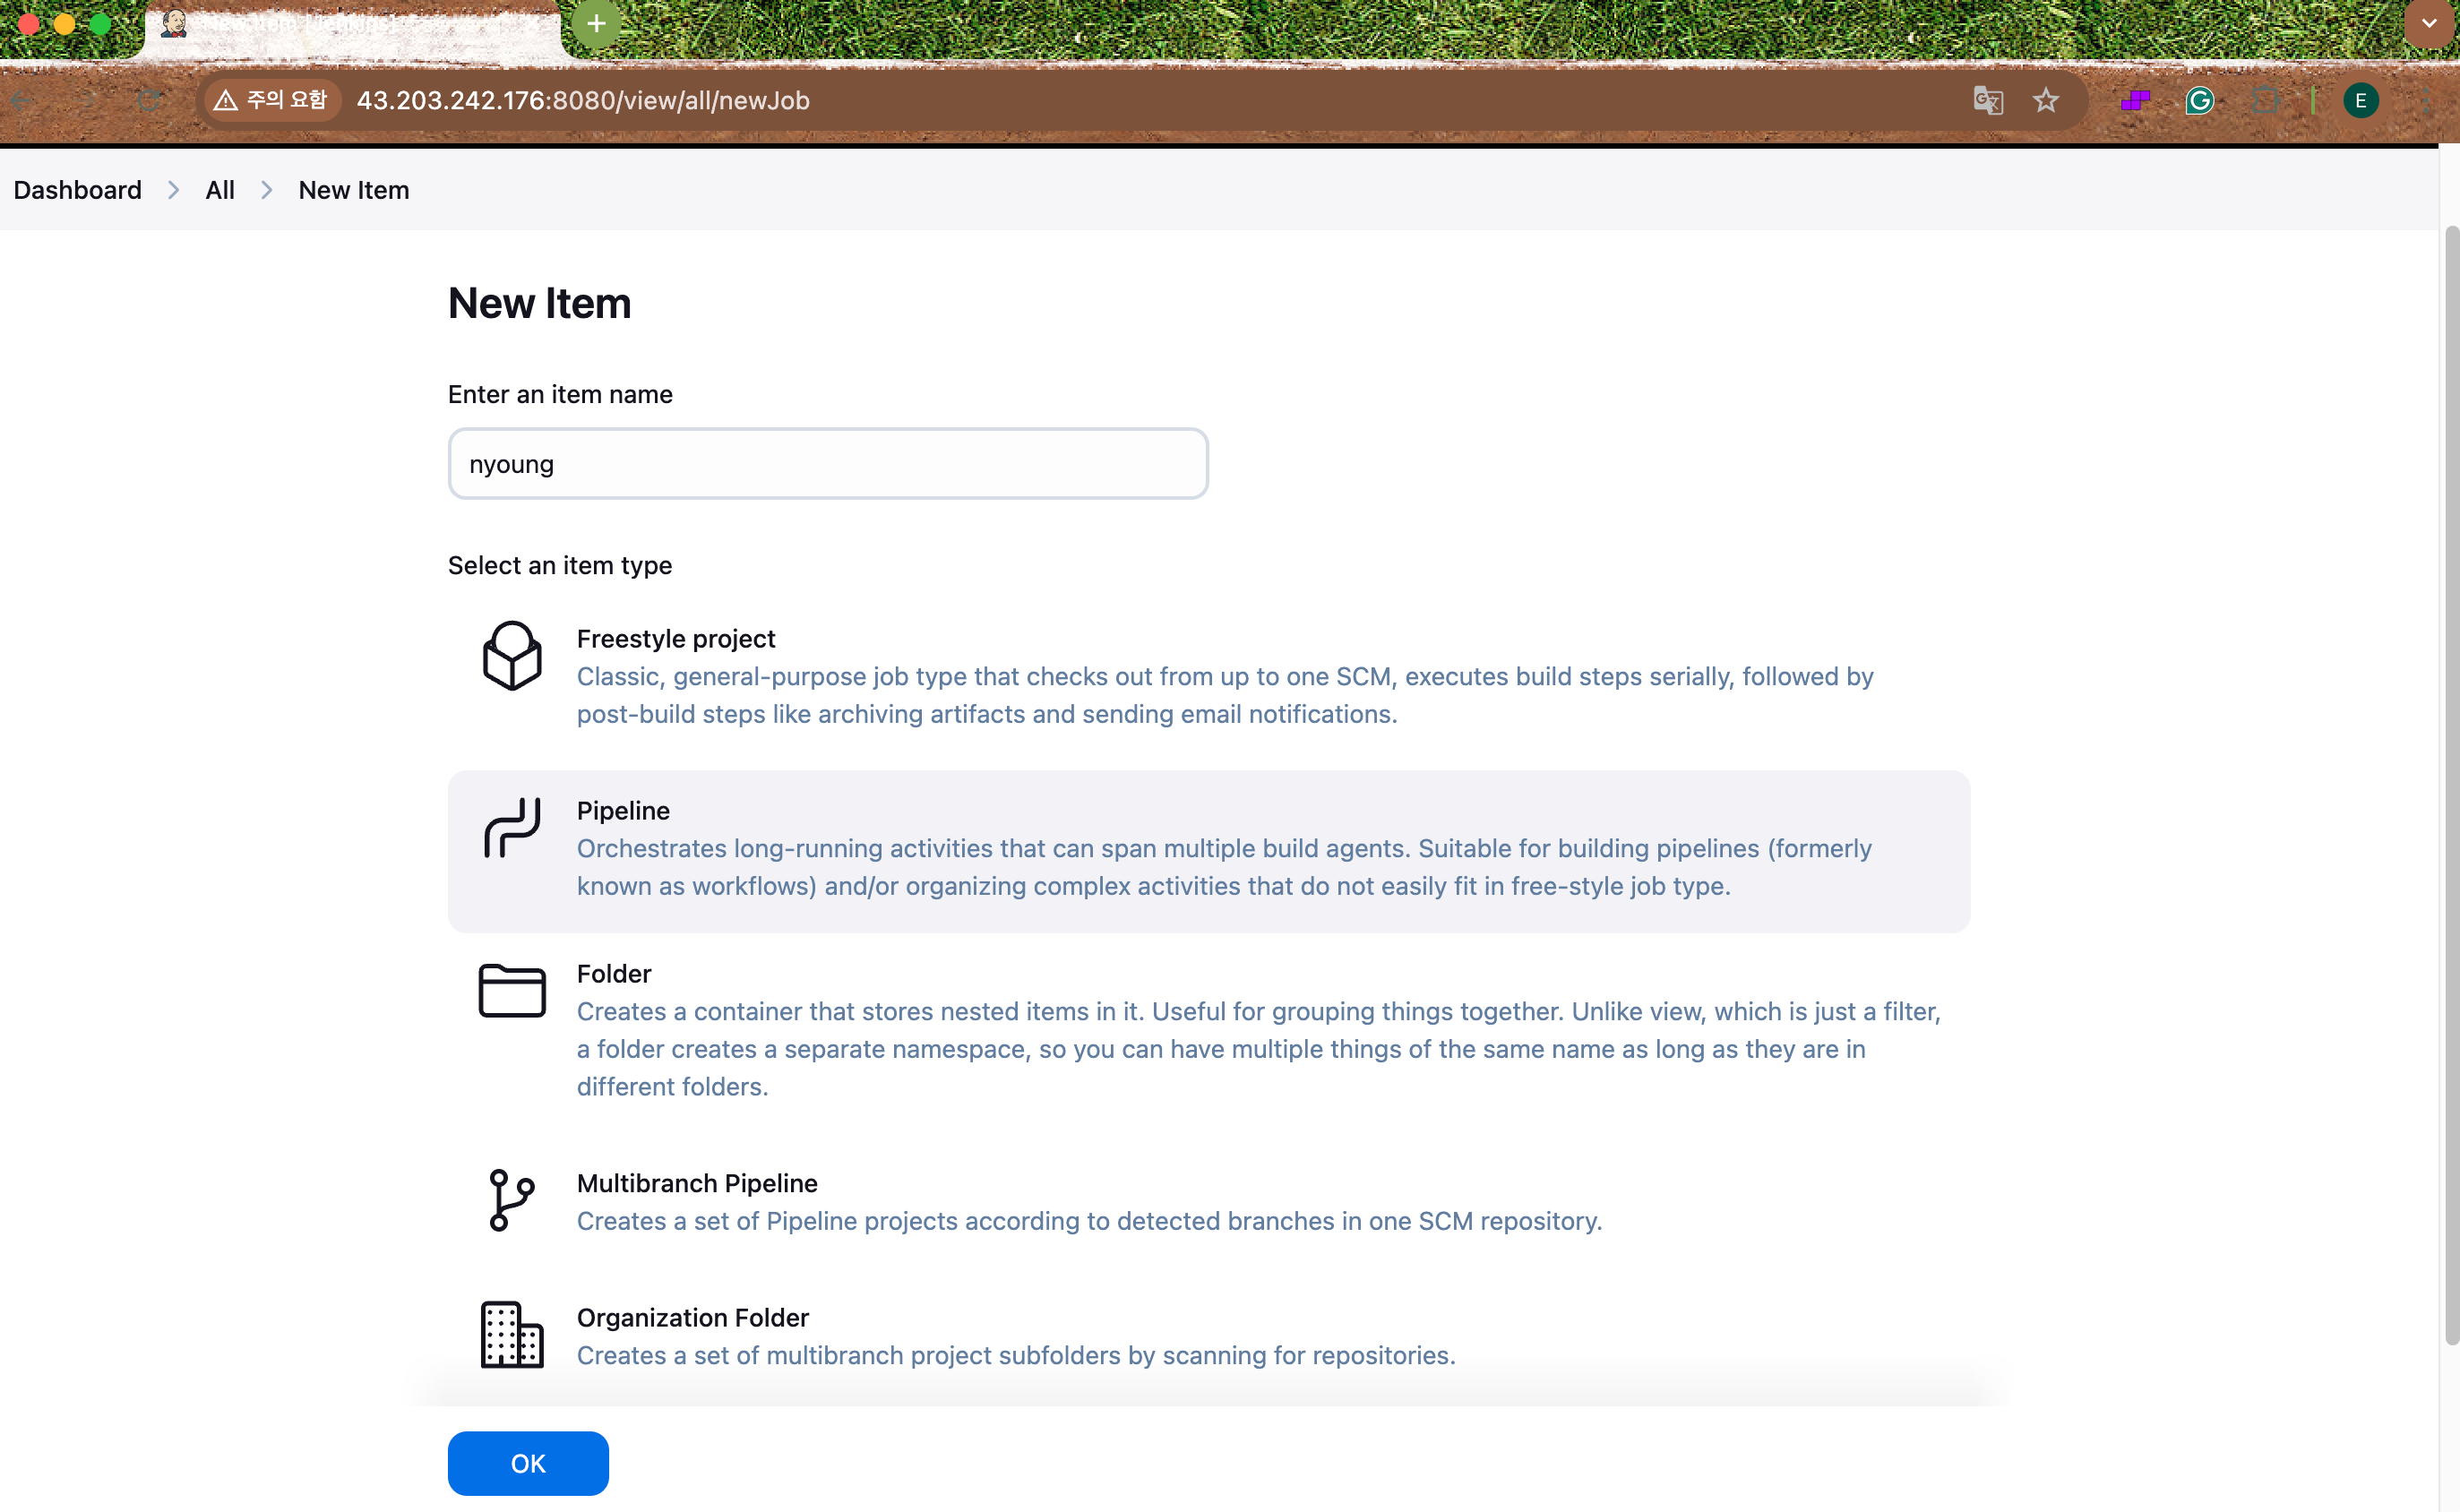 주의 요함
43.203.242.176:8080/view/all/newJob
E
Dashboard
All
New Item
New Item
Enter an item name
nyoung
Select an item type
Freestyle project
Classic, general-purpose job type that checks out from up to one SCM, executes build steps serially, followed by
post-build steps like archiving artifacts and sending email notifications.
Pipeline
Orchestrates long-running activities that can span multiple build agents. Suitable for building pipelines (formerly
known as workflows) and/or organizing complex activities that do not easily fit in free-style job type.
Folder
Creates a container that stores nested items in it. Useful for grouping things together. Unlike view, which is just a filter,
a folder creates a separate namespace, so you can have multiple things of the same name as long as they are in
different folders.
Multibranch Pipeline
Creates a set of Pipeline projects according to detected branches in one SCM repository.
Organization Folder
Creates a set of multibranch project subfolders by scanning for repositories.
OK